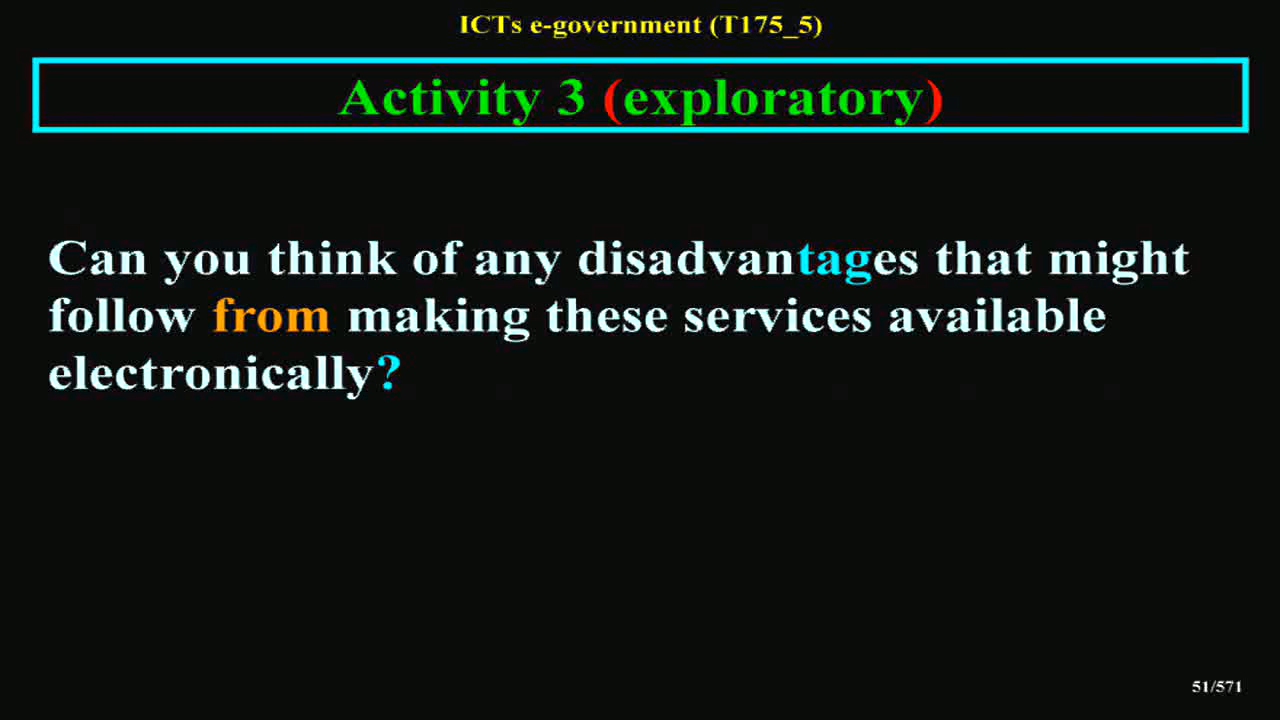 ICTs e-government (T175_5)
Activity 3 (exploratory)
Can you think of any disadvantages that might
follow from making these services available
electronically?
51/571